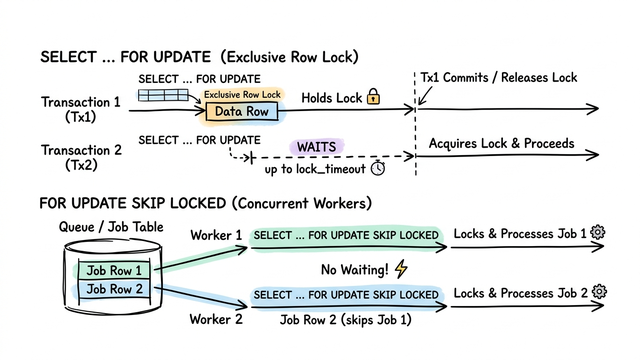 SELECT ... FOR UPDATE (Exclusive Row Lock)
SELECT ... FOR UPDATE
Tx1 Commits / Releases Lock
Exclusive Row Lock
Transaction 1
(Tx1)
Data Row
Holds Lock
SELECT ... FOR UPDATE
Transaction 2
(Tx2)
WAITS
up to lock_timeout
Acquires Lock & Proceeds
FOR UPDATE SKIP LOCKED (Concurrent Workers)
Queue / Job Table
Job Row 1
Job Row 2
Worker 1
SELECT ... FOR UPDATE SKIP LOCKED
Locks & Processes Job 1
No Waiting!
SELECT ... FOR UPDATE SKIP LOCKED
Locks & Processes Job 2
Worker 2
Job Row 2 (skips Job 1)